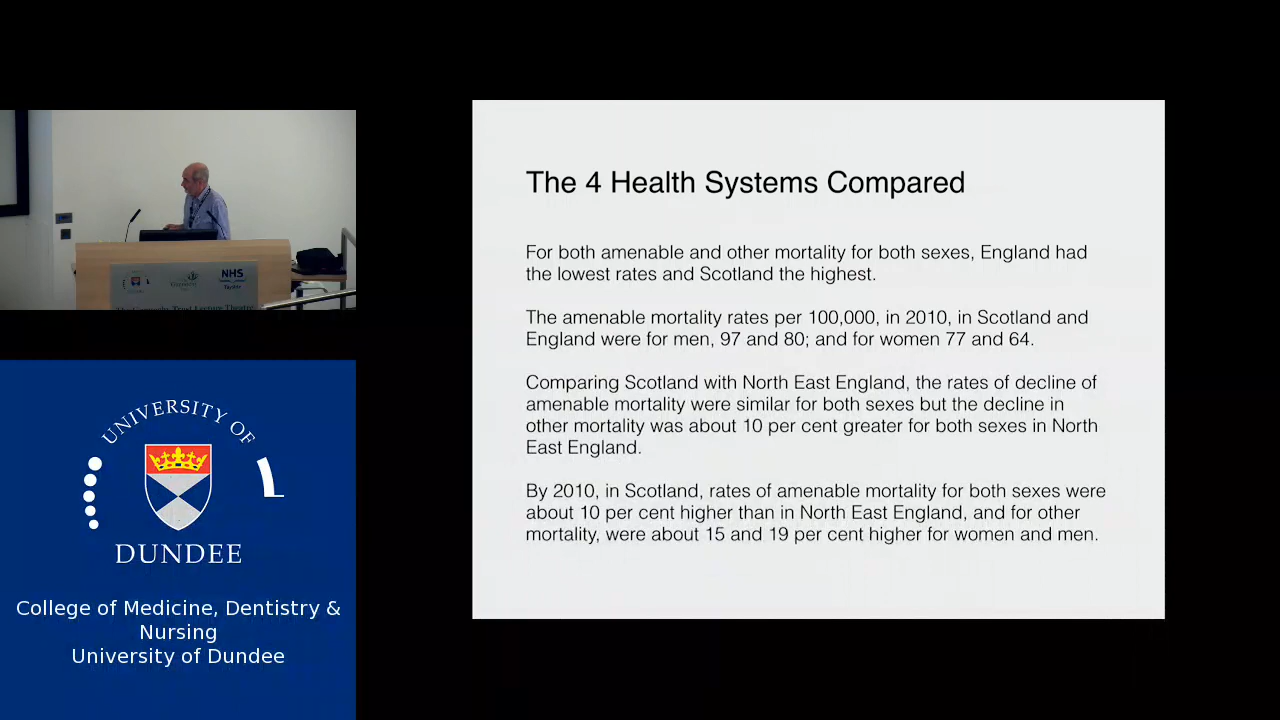 The 4 Health Systems Compared
For both amenable and other mortality for both sexes, England had
the lowest rates and Scotland the highest.
The amenable mortality rates per 100,000, in 2010, in Scotland and
England were for men, 97 and 80; and for women 77 and 64.
Comparing Scotland with North East England, the rates of decline of
amenable mortality were similar for both sexes but the decline in
other mortality was about 10 per cent greater for both sexes in North
East England.
By 2010, in Scotland, rates of amenable mortality for both sexes were
about 10 per cent higher than in North East England, and for other
mortality, were about 15 and 19 per cent higher for women and men.
NHS
Lecture Theatre
UNIVERSITY OF
DUNDEE
College of Medicine, Dentistry &
Nursing
University of Dundee